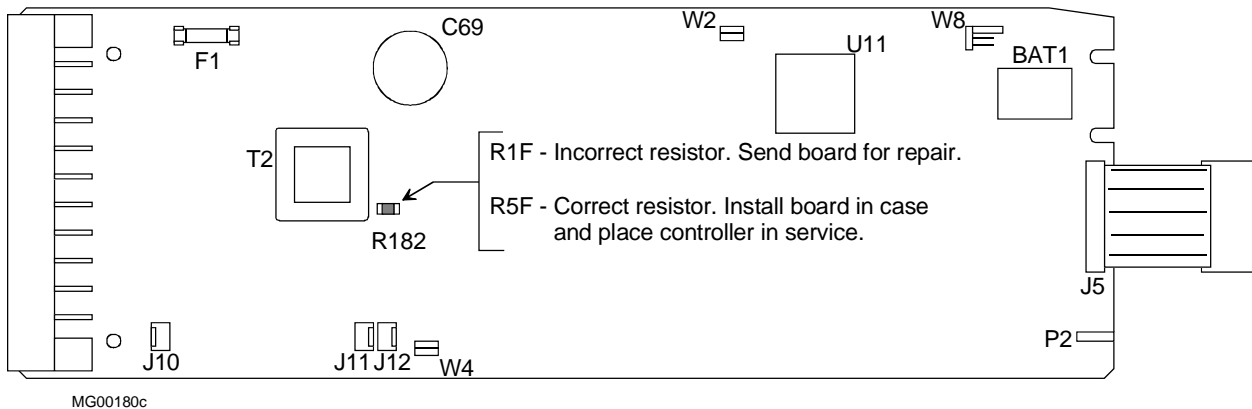 W2
W8
C69
U11
F1
BAT1
T2
R1F - Incorrect resistor. Send board for repair.
R5F - Correct resistor. Install board in case
and place controller in service.
R182
J5
P2
J10
J11
J12
W4
MG00180c